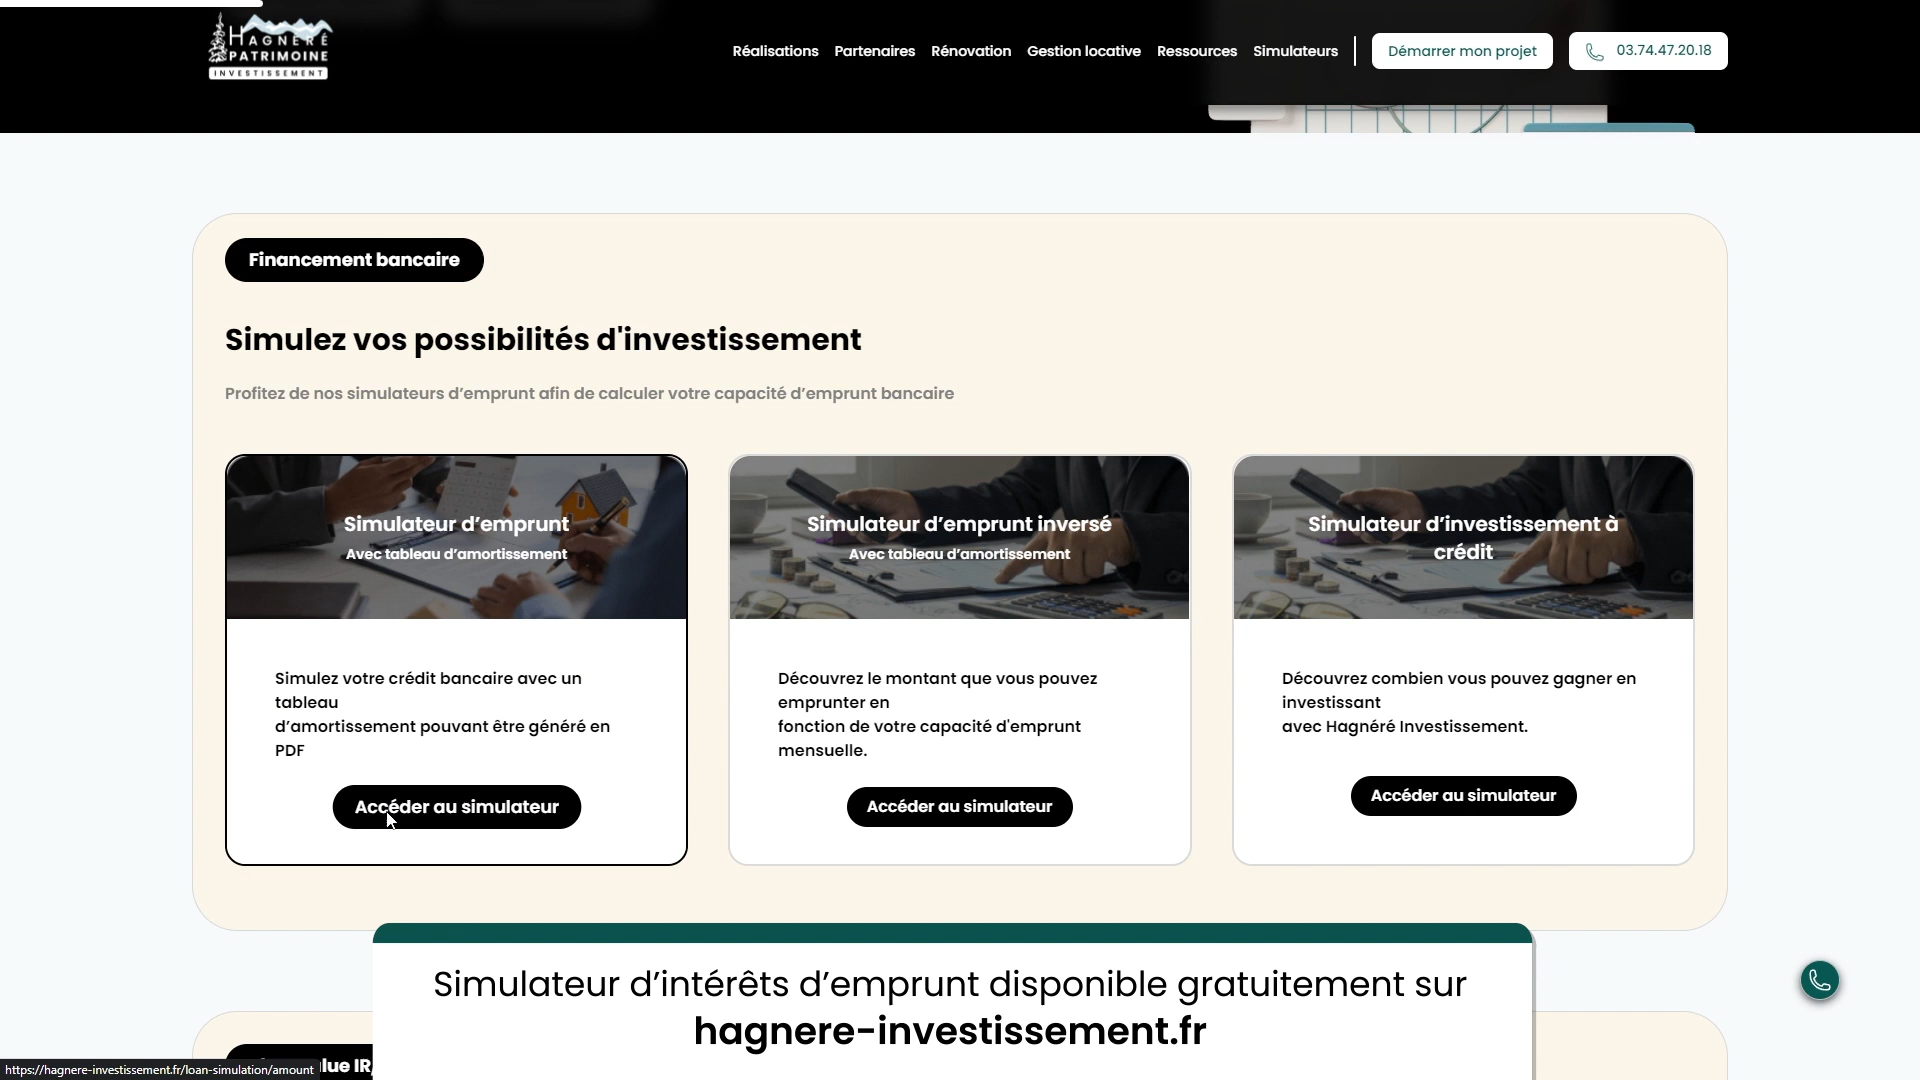 HAGNERÉ
PATRIMOINE
INVESTISSEMENT
Réalisations
Partenaires
Rénovation
Gestion locative
Ressources
Simulateurs
Démarrer mon projet
03.74.47.20.18
Financement bancaire
Simulez vos possibilités d'investissement
Profitez de nos simulateurs d’emprunt afin de calculer votre capacité d’emprunt bancaire
Simulateur d’emprunt
Avec tableau d’amortissement
Simulez votre crédit bancaire avec un
tableau
d’amortissement pouvant être généré en
PDF
Accéder au simulateur
Simulateur d’emprunt inversé
Avec tableau d’amortissement
Découvrez le montant que vous pouvez
emprunter en
fonction de votre capacité d'emprunt
mensuelle.
Accéder au simulateur
Simulateur d’investissement à
crédit
Découvrez combien vous pouvez gagner en
investissant
avec Hagnéré Investissement.
Accéder au simulateur
Simulateur d’intérêts d’emprunt disponible gratuitement sur
hagnere-investissement.fr
IR
https://hagnere-investissement.fr/loan-simulation/amount